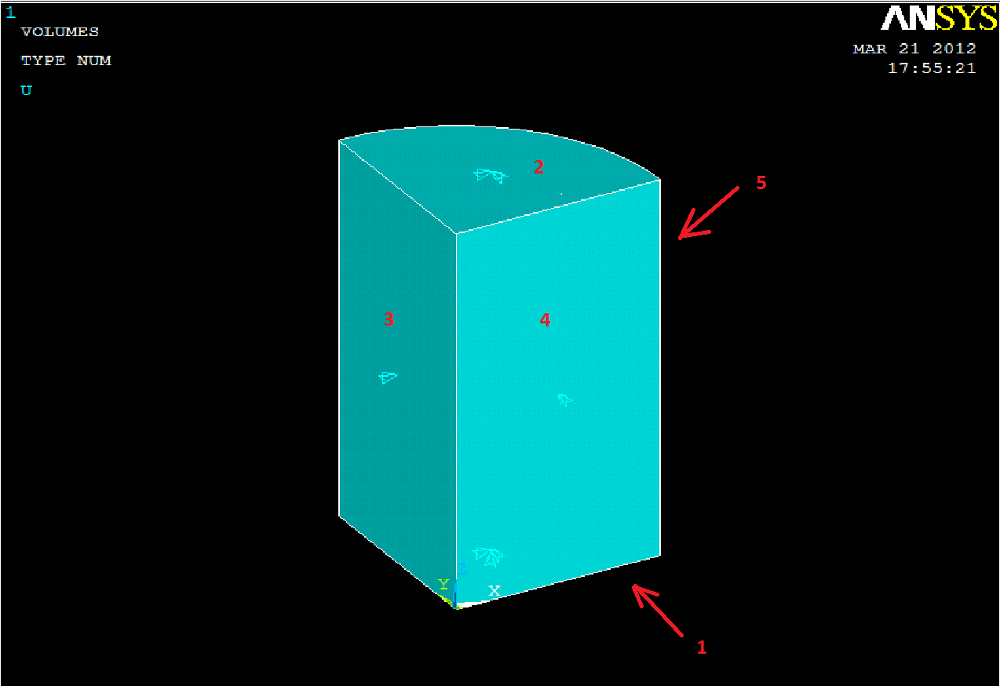 1
ANSYS
VOLUMES
MAR 21 2012
TYPE NUM
17:55:21
U
2
5
3
4
Z
Y
X
1